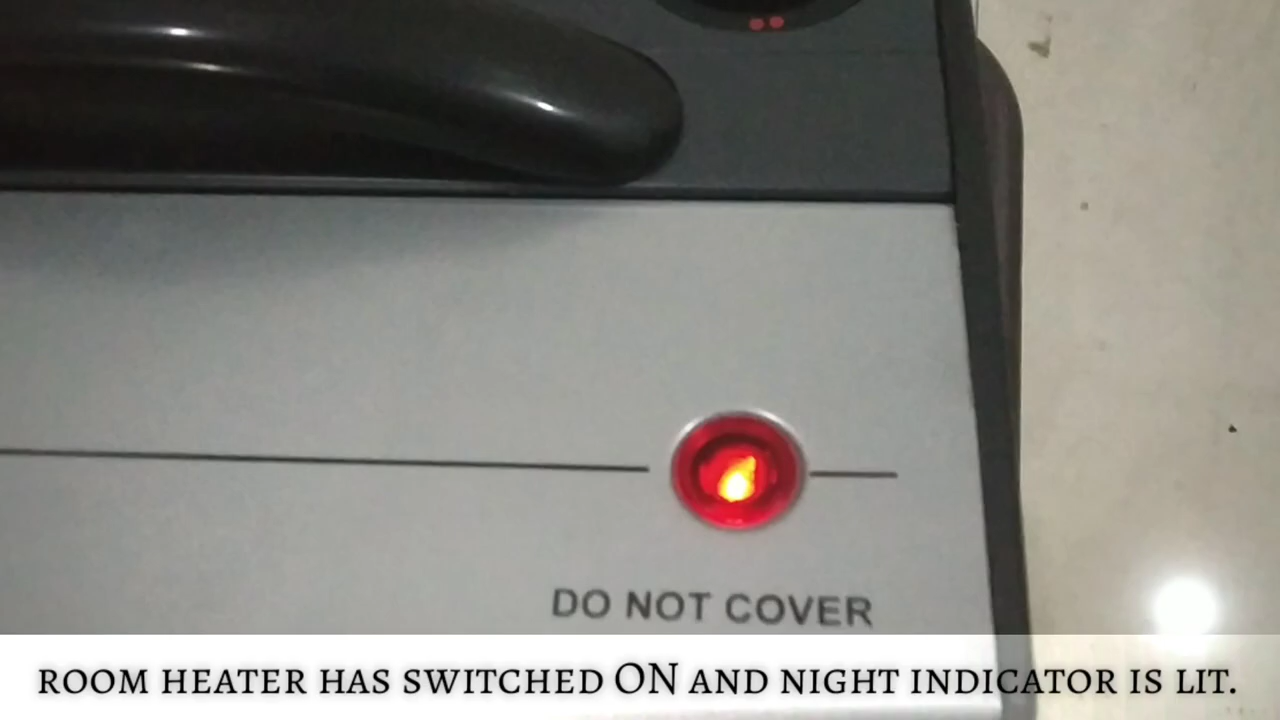 DO NOT COVER
ROOM HEATER HAS SWITCHED ON AND NIGHT INDICATOR IS LIT.